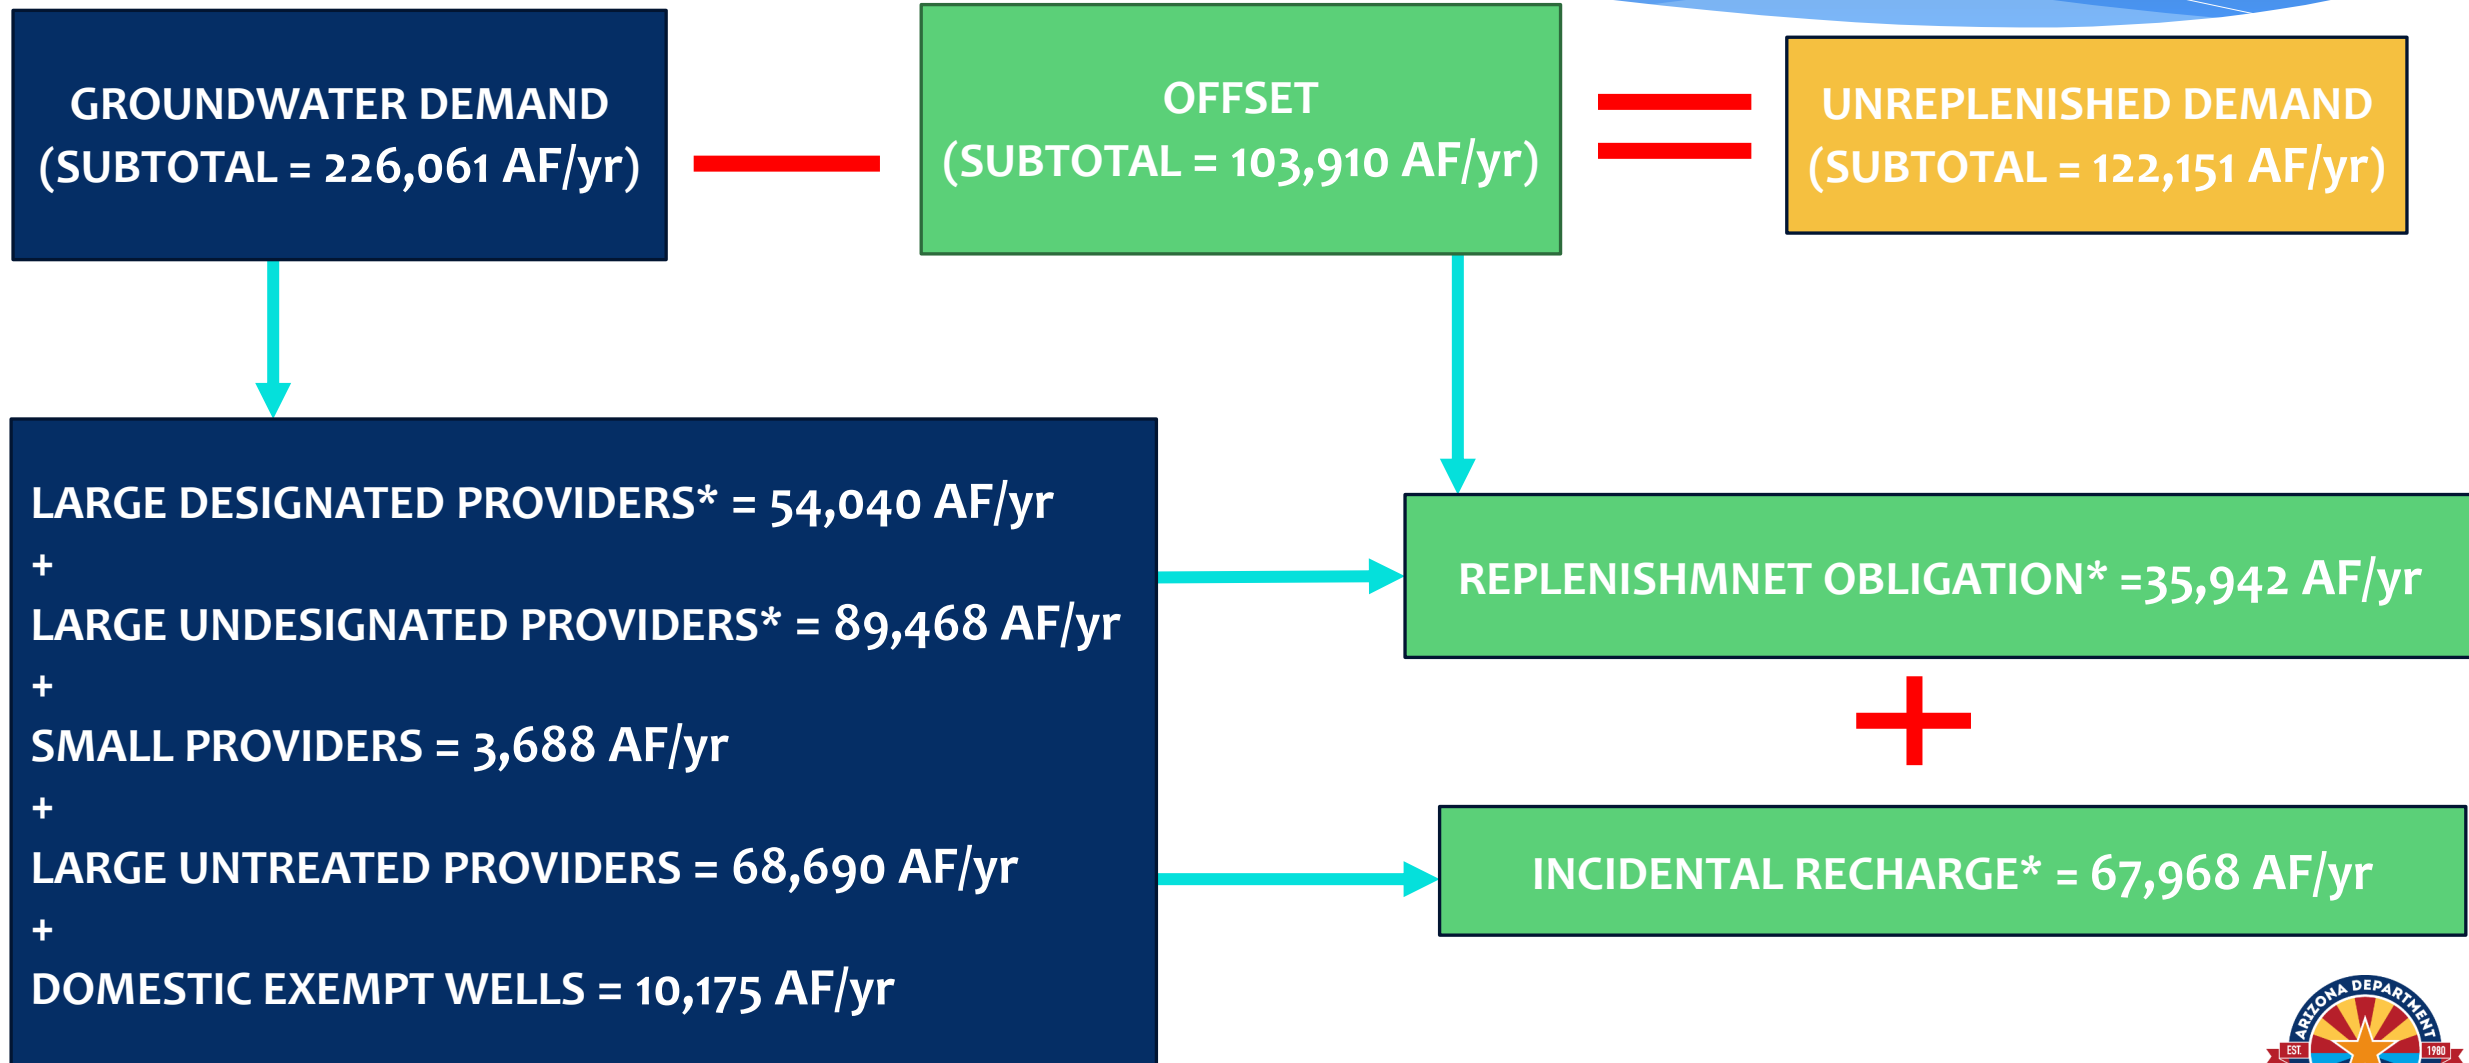 GROUNDWATER DEMAND
(SUBTOTAL = 226,061 AF/yr)
OFFSET
(SUBTOTAL = 103,910 AF/yr)
UNREPLENISHED DEMAND
(SUBTOTAL = 122,151 AF/yr)
LARGE DESIGNATED PROVIDERS* = 54,040 AF/yr
+
LARGE UNDESIGNATED PROVIDERS* = 89,468 AF/yr
+
SMALL PROVIDERS = 3,688 AF/yr
+
LARGE UNTREATED PROVIDERS = 68,690 AF/yr
+
DOMESTIC EXEMPT WELLS = 10,175 AF/yr
REPLENISHMNET OBLIGATION* =35,942 AF/yr
INCIDENTAL RECHARGE* = 67,968 AF/yr
ARIZONA DEPARTMENT
EST. 1980